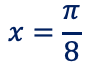 x = π/8